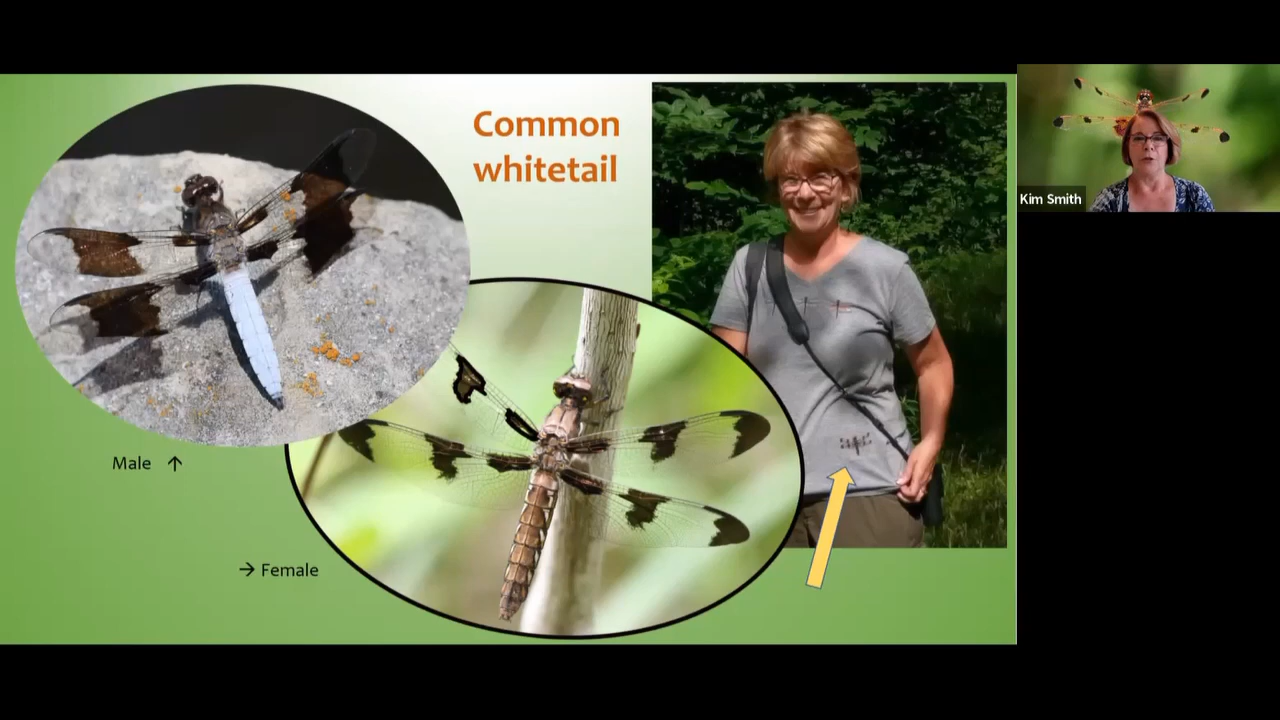 Common
whitetail
Kim Smith
Male ↑
→ Female